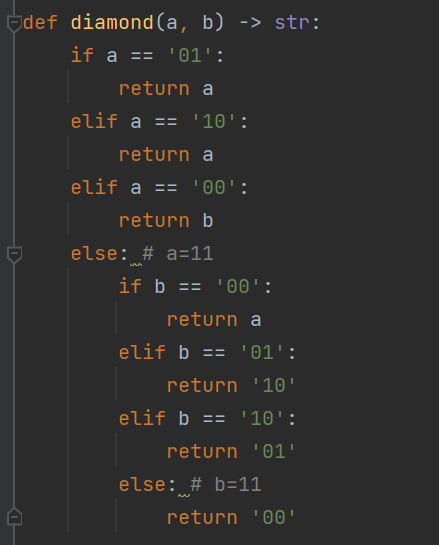 def diamond(a, b) -> str:
    if a == '01':
        return a
    elif a == '10':
        return a
    elif a == '00':
        return b
    else: # a=11
        if b == '00':
            return a
        elif b == '01':
            return '10'
        elif b == '10':
            return '01'
        else: # b=11
            return '00'